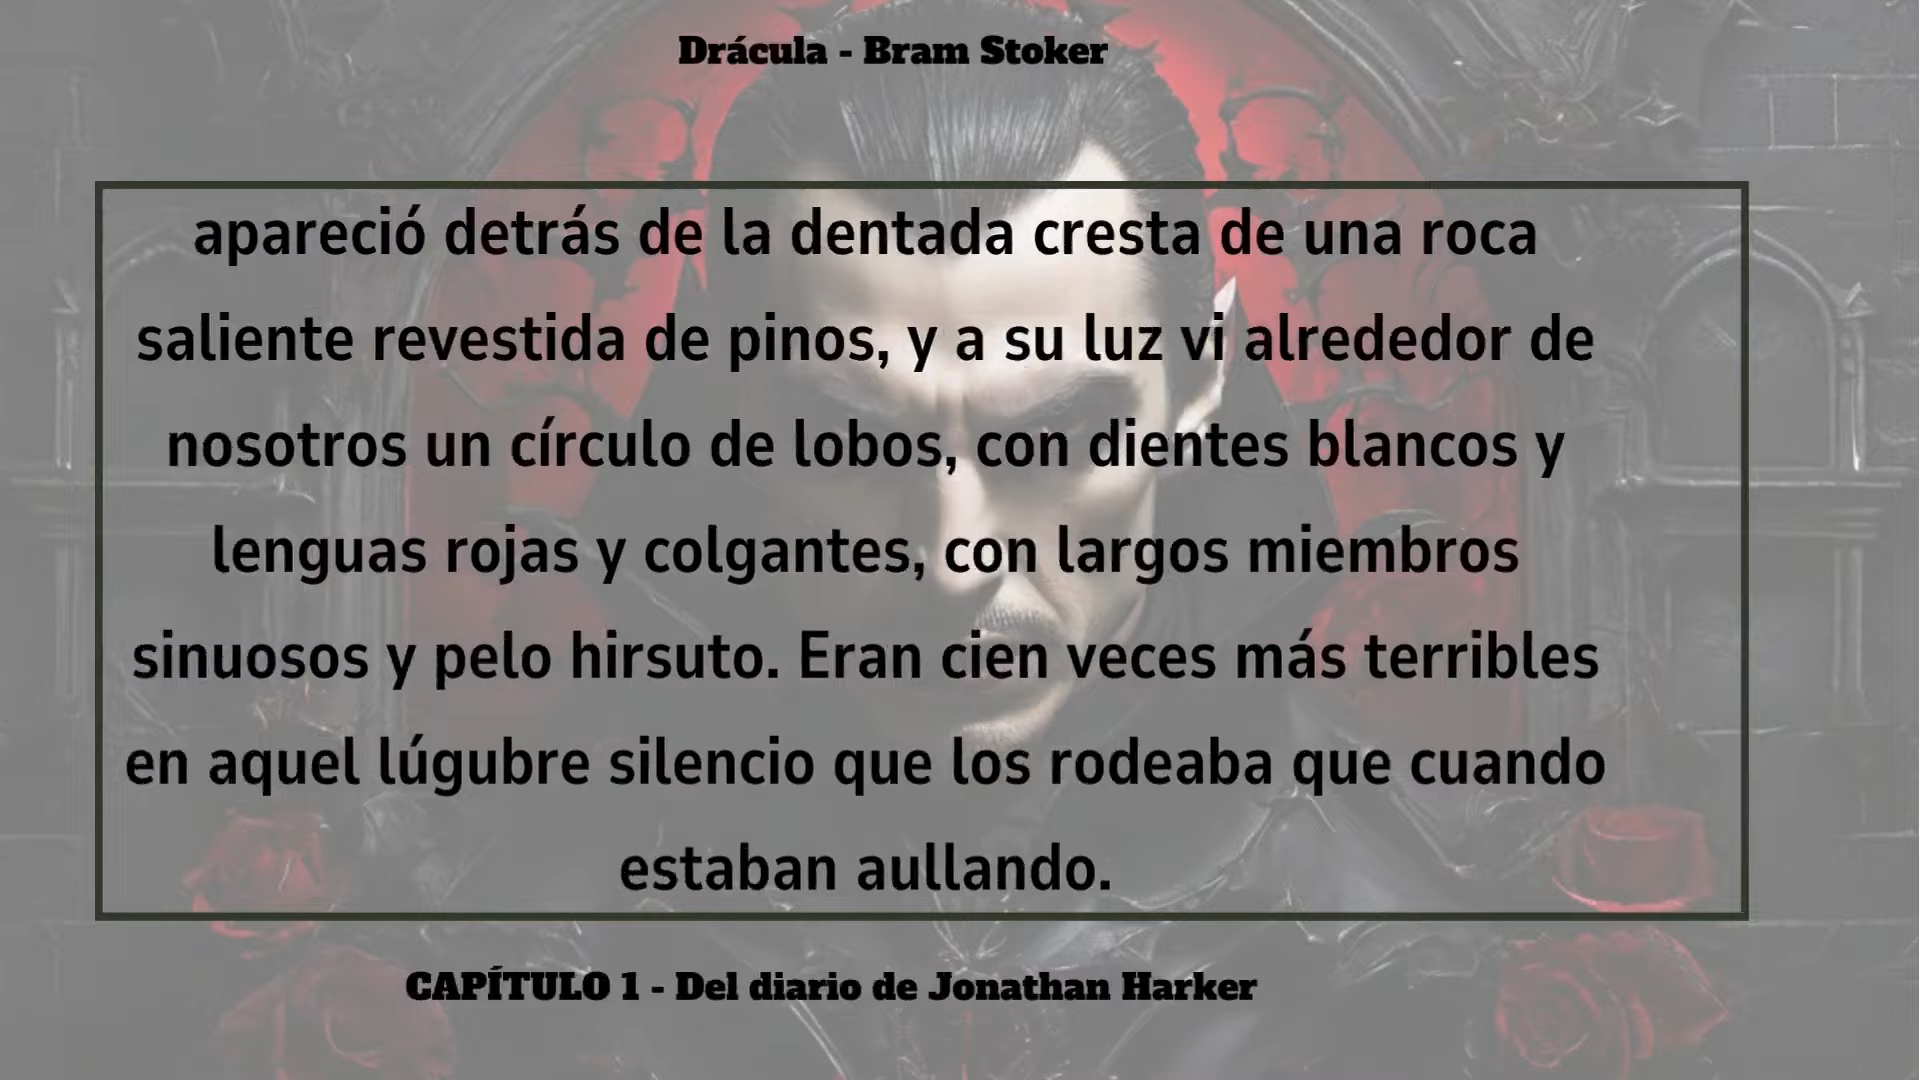 Drácula - Bram Stoker
apareció detrás de la dentada cresta de una roca
saliente revestida de pinos, y a su luz vi alrededor de
nosotros un círculo de lobos, con dientes blancos y
lenguas rojas y colgantes, con largos miembros
sinuosos y pelo hirsuto. Eran cien veces más terribles
en aquel lúgubre silencio que los rodeaba que cuando
estaban aullando.
CAPÍTULO 1 - Del diario de Jonathan Harker